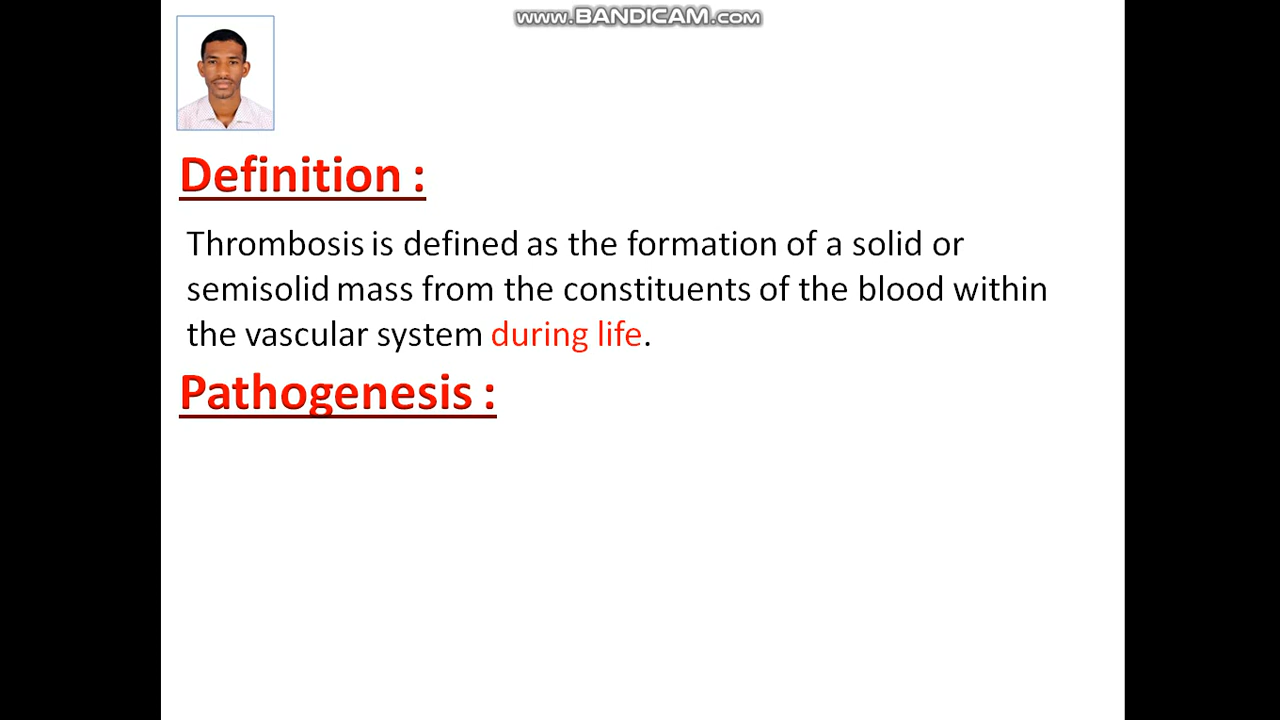 www.BANDICAM.com
Definition :
Thrombosis is defined as the formation of a solid or
semisolid mass from the constituents of the blood within
the vascular system during life.
Pathogenesis :